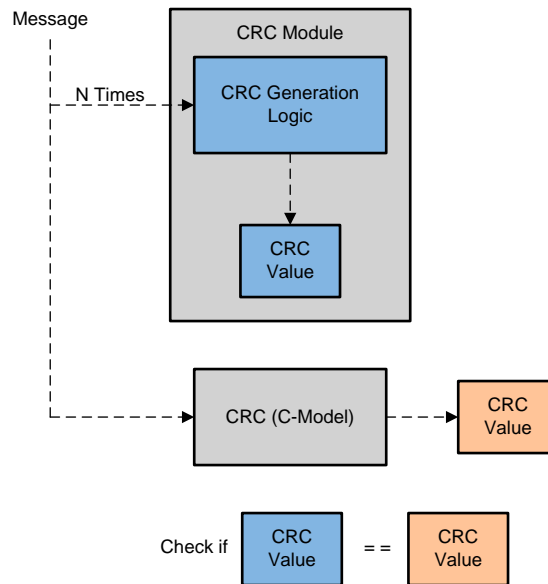 Message
CRC Module
N Times
CRC Generation
Logic
CRC
Value
CRC (C-Model)
CRC
Value
Check if
CRC
Value
= =
CRC
Value